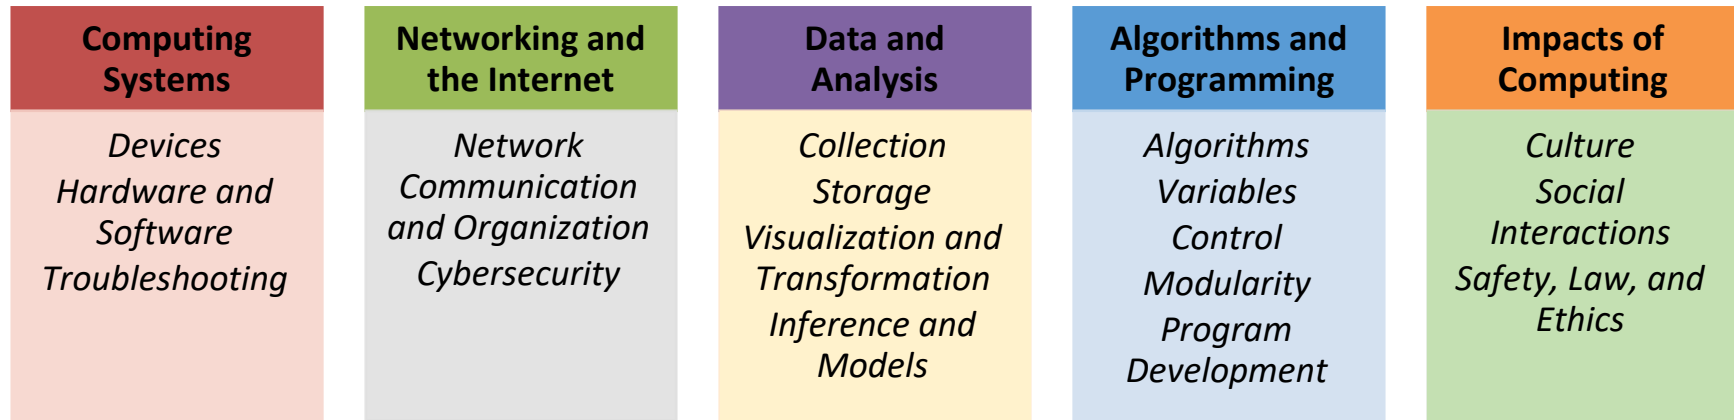 Computing
Systems
Devices
Hardware and
Software
Troubleshooting
Networking and
the Internet
Network
Communication
and Organization
Cybersecurity
Data and
Analysis
Collection
Storage
Visualization and
Transformation
Inference and
Models
Algorithms and
Programming
Algorithms
Variables
Control
Modularity
Program
Development
Impacts of
Computing
Culture
Social
Interactions
Safety, Law, and
Ethics